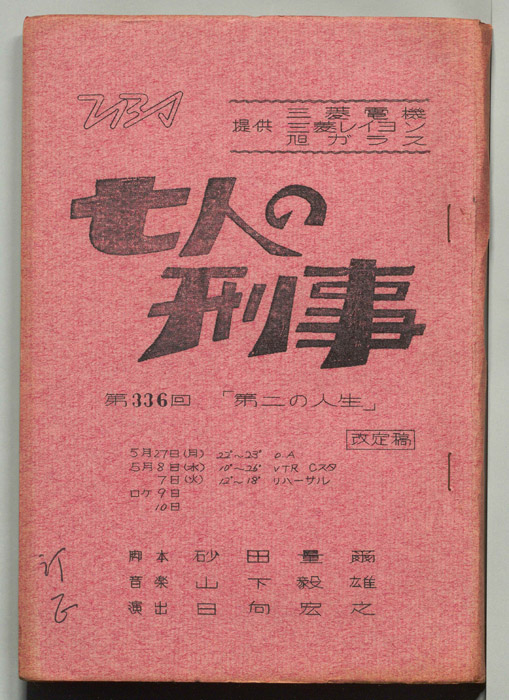 TBS
三菱電機
提供 三菱レイヨン
旭ガラス
七人の
刑事
第336回 「第二の人生」
改定稿
5月27日(月) 22°~23° O.A
5月8日(水) 10°~26° VTR Cスタ
7日(火) 12°~18° リハーサル
ロケ 9日
10日
脚本 砂田量爾
音楽 山下毅雄
演出 日向宏之
訂正